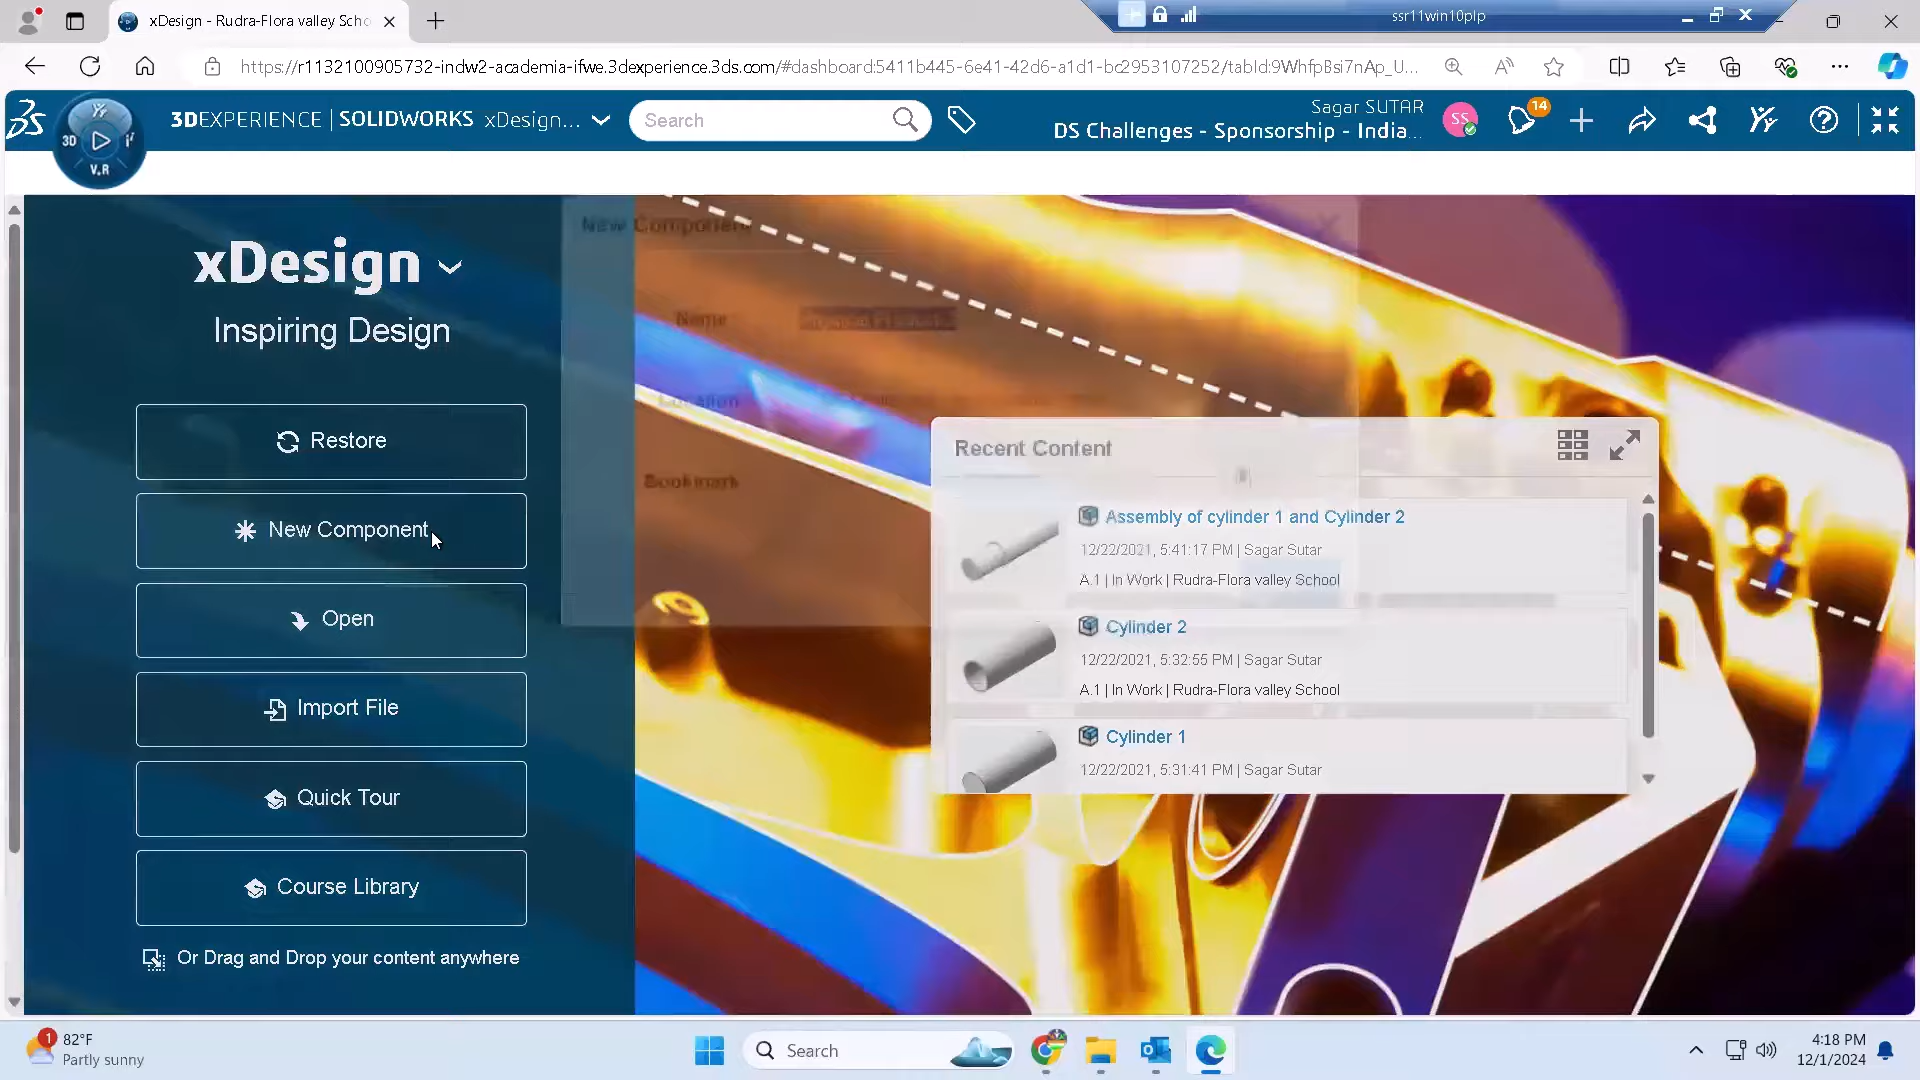 xDesign - Rudra-Flora valley Scho
ssr11win10plp
https://r1132100905732-indw2-academia-ifwe.3dexperience.3ds.com/#dashboard:5411b445-6e41-42d6-a1d1-bc2953107252/tabId:9WhfpBsi7nAp_U...
3DEXPERIENCE | SOLIDWORKS xDesign...
Search
Sagar SUTAR
DS Challenges - Sponsorship - India...
SS
14
3D
V.R
xDesign
Inspiring Design
Restore
New Component
Open
Import File
Quick Tour
Course Library
Or Drag and Drop your content anywhere
New Component
Name
Location
Bookmark
Recent Content
Assembly of cylinder 1 and Cylinder 2
12/22/2021, 5:41:17 PM | Sagar Sutar
A.1 | In Work | Rudra-Flora valley School
Cylinder 2
12/22/2021, 5:32:55 PM | Sagar Sutar
A.1 | In Work | Rudra-Flora valley School
Cylinder 1
12/22/2021, 5:31:41 PM | Sagar Sutar
1
82°F
Partly sunny
Search
4:18 PM
12/1/2024